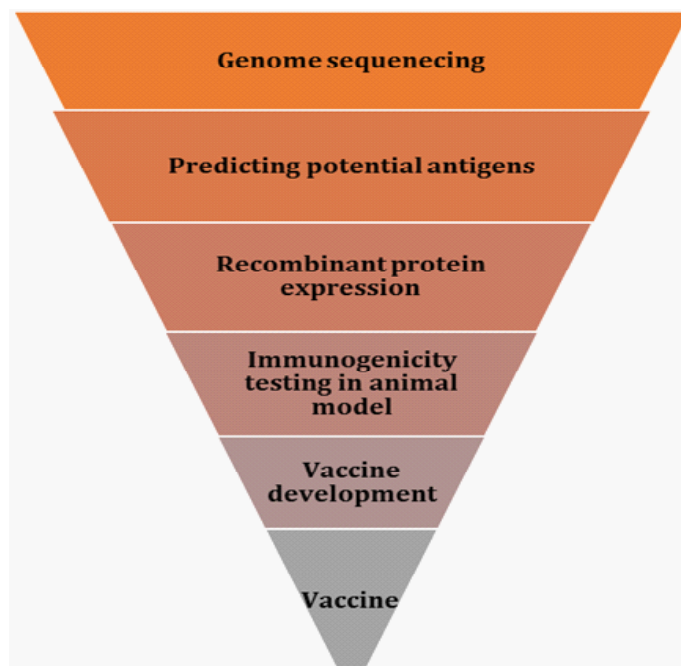 Genome sequenecing
Predicting potential antigens
Recombinant protein
expression
Immunogenicity
testing in animal
model
Vaccine
development
Vaccine